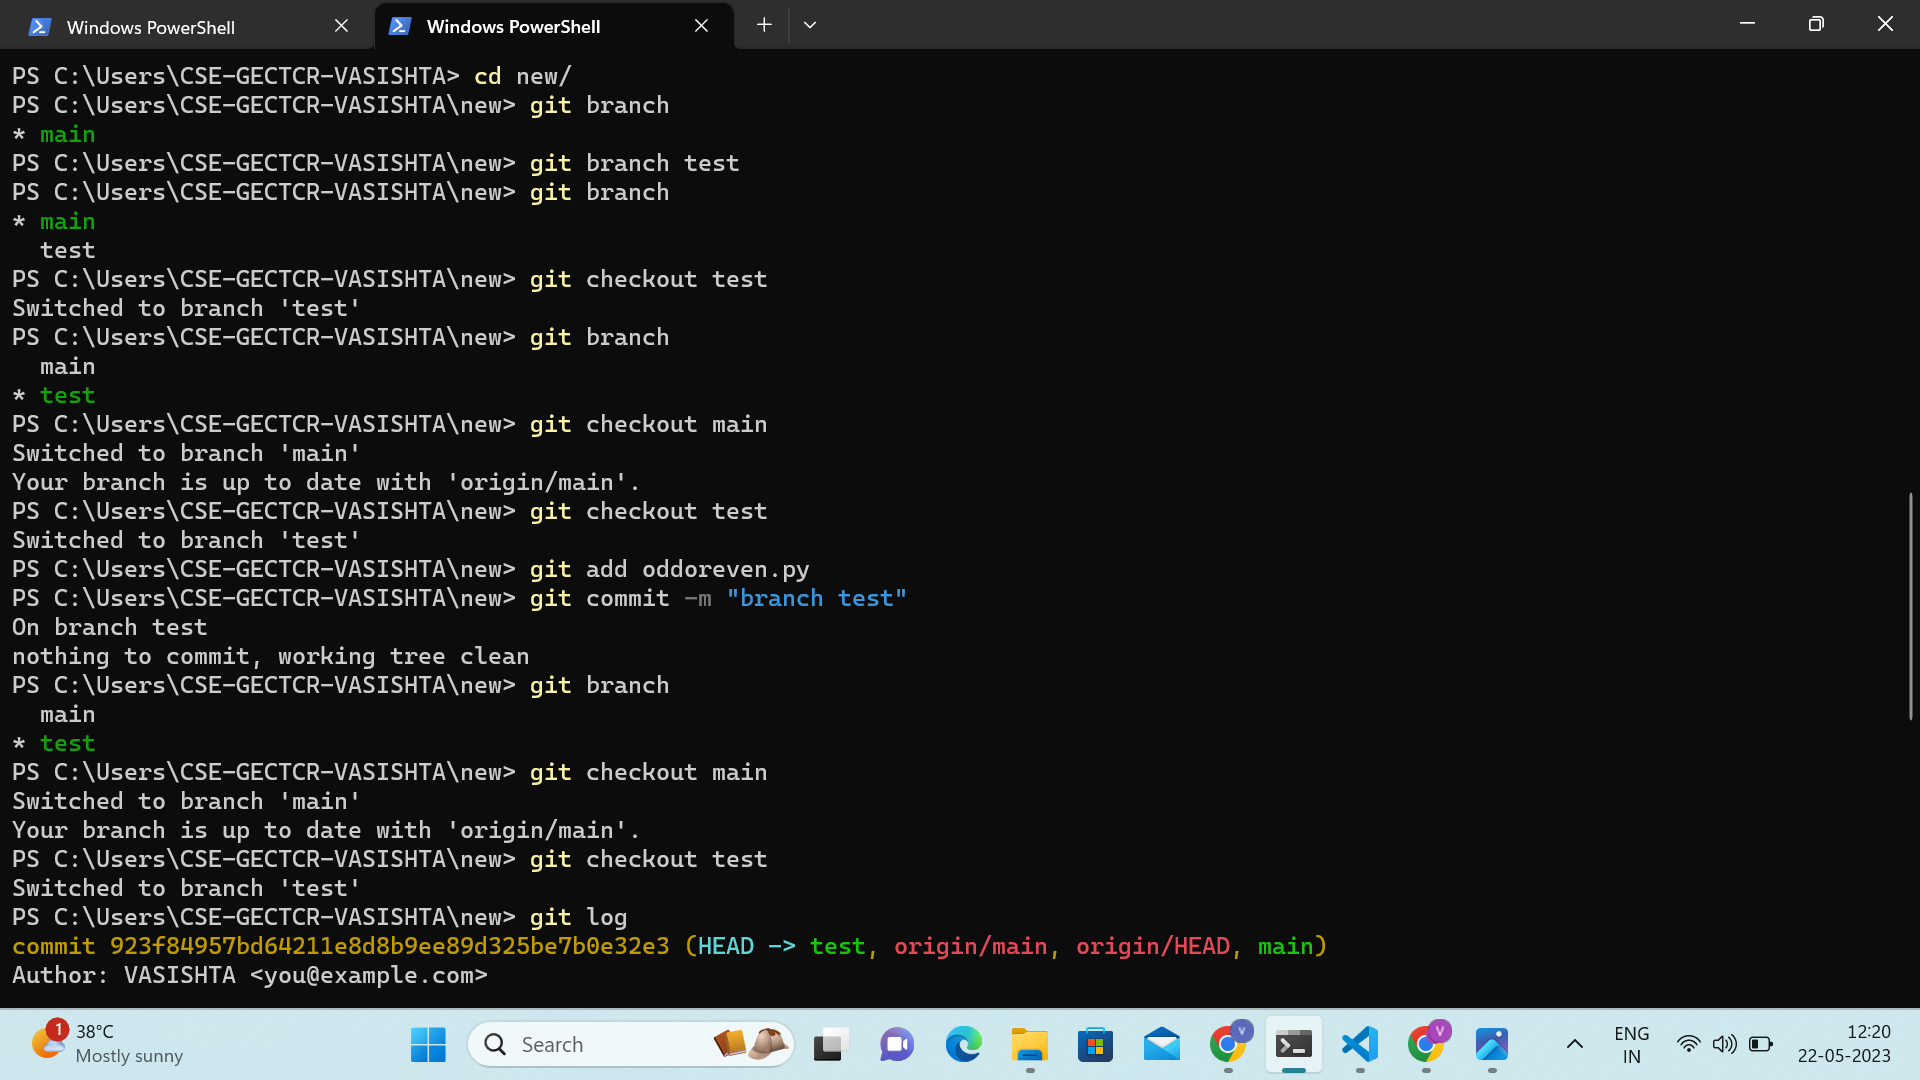 Windows PowerShell
Windows PowerShell
PS C:\Users\CSE-GECTCR-VASISHTA> cd new/
PS C:\Users\CSE-GECTCR-VASISHTA\new> git branch
* main
PS C:\Users\CSE-GECTCR-VASISHTA\new> git branch test
PS C:\Users\CSE-GECTCR-VASISHTA\new> git branch
* main
  test
PS C:\Users\CSE-GECTCR-VASISHTA\new> git checkout test
Switched to branch 'test'
PS C:\Users\CSE-GECTCR-VASISHTA\new> git branch
  main
* test
PS C:\Users\CSE-GECTCR-VASISHTA\new> git checkout main
Switched to branch 'main'
Your branch is up to date with 'origin/main'.
PS C:\Users\CSE-GECTCR-VASISHTA\new> git checkout test
Switched to branch 'test'
PS C:\Users\CSE-GECTCR-VASISHTA\new> git add oddoreven.py
PS C:\Users\CSE-GECTCR-VASISHTA\new> git commit -m "branch test"
On branch test
nothing to commit, working tree clean
PS C:\Users\CSE-GECTCR-VASISHTA\new> git branch
  main
* test
PS C:\Users\CSE-GECTCR-VASISHTA\new> git checkout main
Switched to branch 'main'
Your branch is up to date with 'origin/main'.
PS C:\Users\CSE-GECTCR-VASISHTA\new> git checkout test
Switched to branch 'test'
PS C:\Users\CSE-GECTCR-VASISHTA\new> git log
commit 923f84957bd64211e8d8b9ee89d325be7b0e32e3 (HEAD -> test, origin/main, origin/HEAD, main)
Author: VASISHTA <you@example.com>
1
38°C
Mostly sunny
Search
V
V
ENG
IN
12:20
22-05-2023